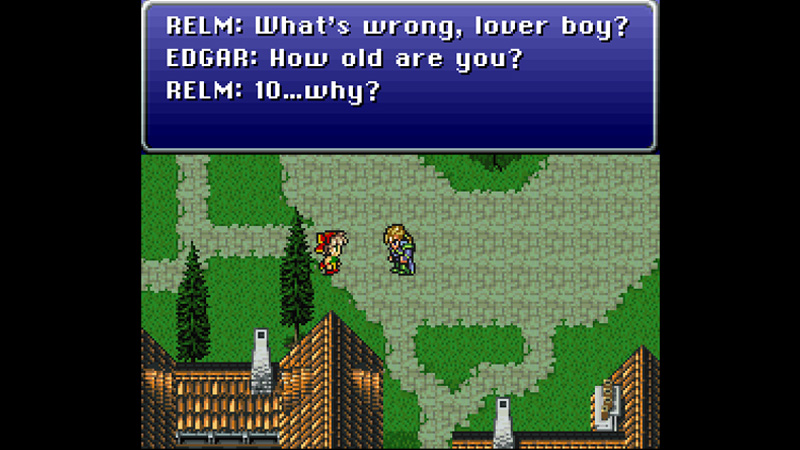 RELM: What's wrong, lover boy?
EDGAR: How old are you?
RELM: 10…why?